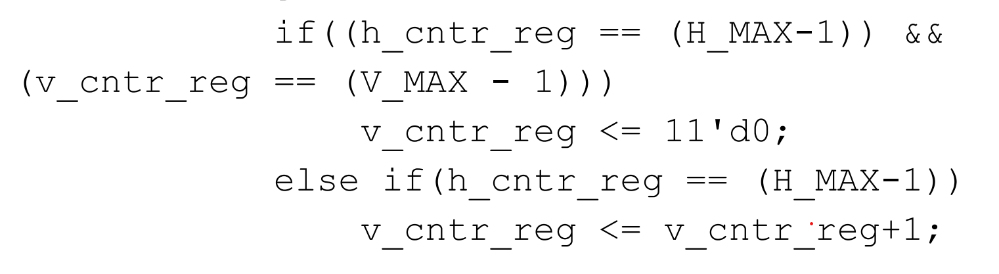 if((h_cntr_reg == (H_MAX-1)) &&
(v_cntr_reg == (V_MAX - 1)))
v_cntr_reg <= 11'd0;
else if(h_cntr_reg == (H_MAX-1))
v_cntr_reg <= v_cntr_reg+1;